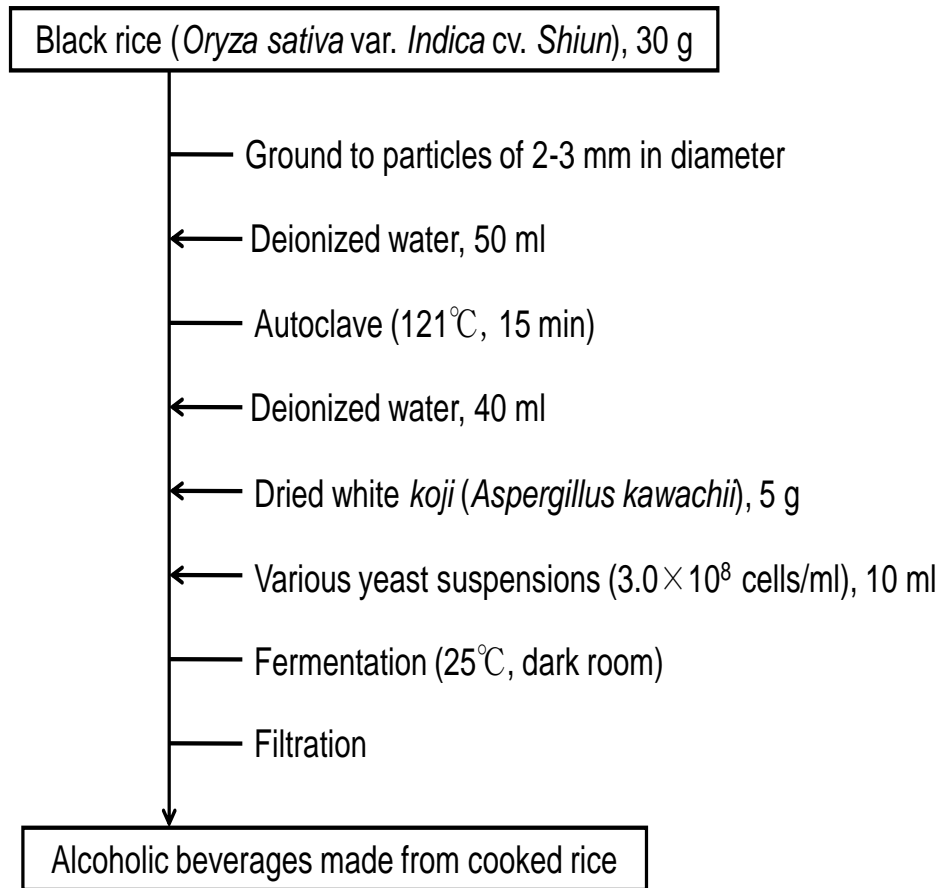 Black rice (Oryza sativa var. Indica cv. Shiun), 30 g
Ground to particles of 2-3 mm in diameter
Deionized water, 50 ml
Autoclave (121℃, 15 min)
Deionized water, 40 ml
Dried white koji (Aspergillus kawachii), 5 g
Various yeast suspensions (3.0×10⁸ cells/ml), 10 ml
Fermentation (25℃, dark room)
Filtration
Alcoholic beverages made from cooked rice